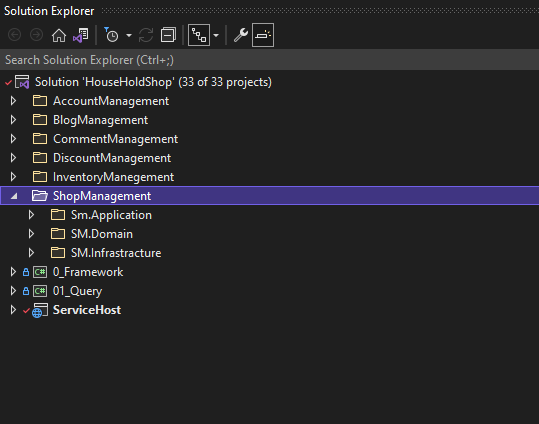 Solution Explorer
Search Solution Explorer (Ctrl+;)
Solution 'HouseHoldShop' (33 of 33 projects)
AccountManagement
BlogManagement
CommentManagement
DiscountManagement
InventoryManegement
ShopManagement
Sm.Application
SM.Domain
SM.Infrastracture
C# 0_Framework
C# 01_Query
ServiceHost